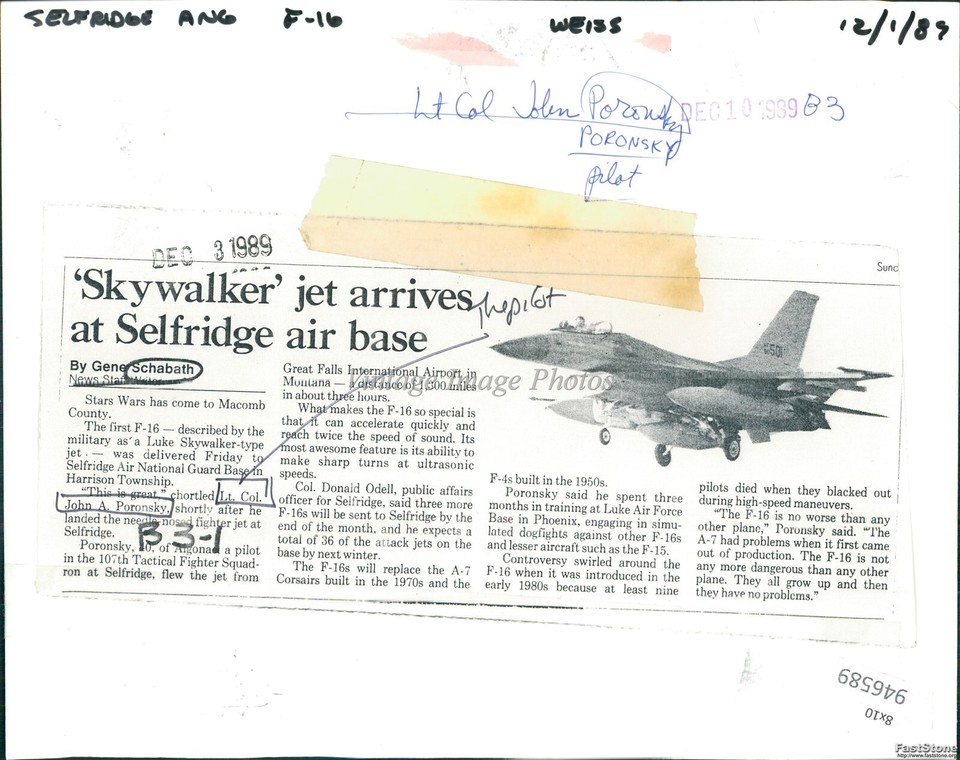 SELFRIDGE ANG F-16 WEISS 12/1/89
Lt Col John Poronsky DEC 10 1989 B3
PORONSKY
pilot
DEC 3 1989
Sund
'Skywalker' jet arrives
at Selfridge air base
the pilot
By Gene Schabath
News Staff Writer
Stars Wars has come to Macomb
County.
The first F-16 — described by the
military as a Luke Skywalker-type
jet — was delivered Friday to
Selfridge Air National Guard Base in
Harrison Township.
"This is great," chortled Lt. Col.
John A. Poronsky, shortly after he
landed the needle-nosed fighter jet at
Selfridge.
B3-1
Poronsky, of Algonac a pilot
in the 107th Tactical Fighter Squad-
ron at Selfridge, flew the jet from
Great Falls International Airport in
Montana — a distance of 1,300 miles
in about three hours.
What makes the F-16 so special is
that it can accelerate quickly and
reach twice the speed of sound. Its
most awesome feature is its ability to
make sharp turns at ultrasonic
speeds.
Col. Donald Odell, public affairs
officer for Selfridge, said three more
F-16s will be sent to Selfridge by the
end of the month, and he expects a
total of 36 of the attack jets on the
base by next winter.
The F-16s will replace the A-7
Corsairs built in the 1970s and the
F-4s built in the 1950s.
Poronsky said he spent three
months in training at Luke Air Force
Base in Phoenix, engaging in simu-
lated dogfights against other F-16s
and lesser aircraft such as the F-15.
Controversy swirled around the
F-16 when it was introduced in the
early 1980s because at least nine
pilots died when they blacked out
during high-speed maneuvers.
"The F-16 is no worse than any
other plane," Poronsky said. "The
A-7 had problems when it first came
out of production. The F-16 is not
any more dangerous than any other
plane. They all grow up and then
they have no problems."
501
Vintage Image Photos
946589
8x10
FastStone
http://www.faststone.org